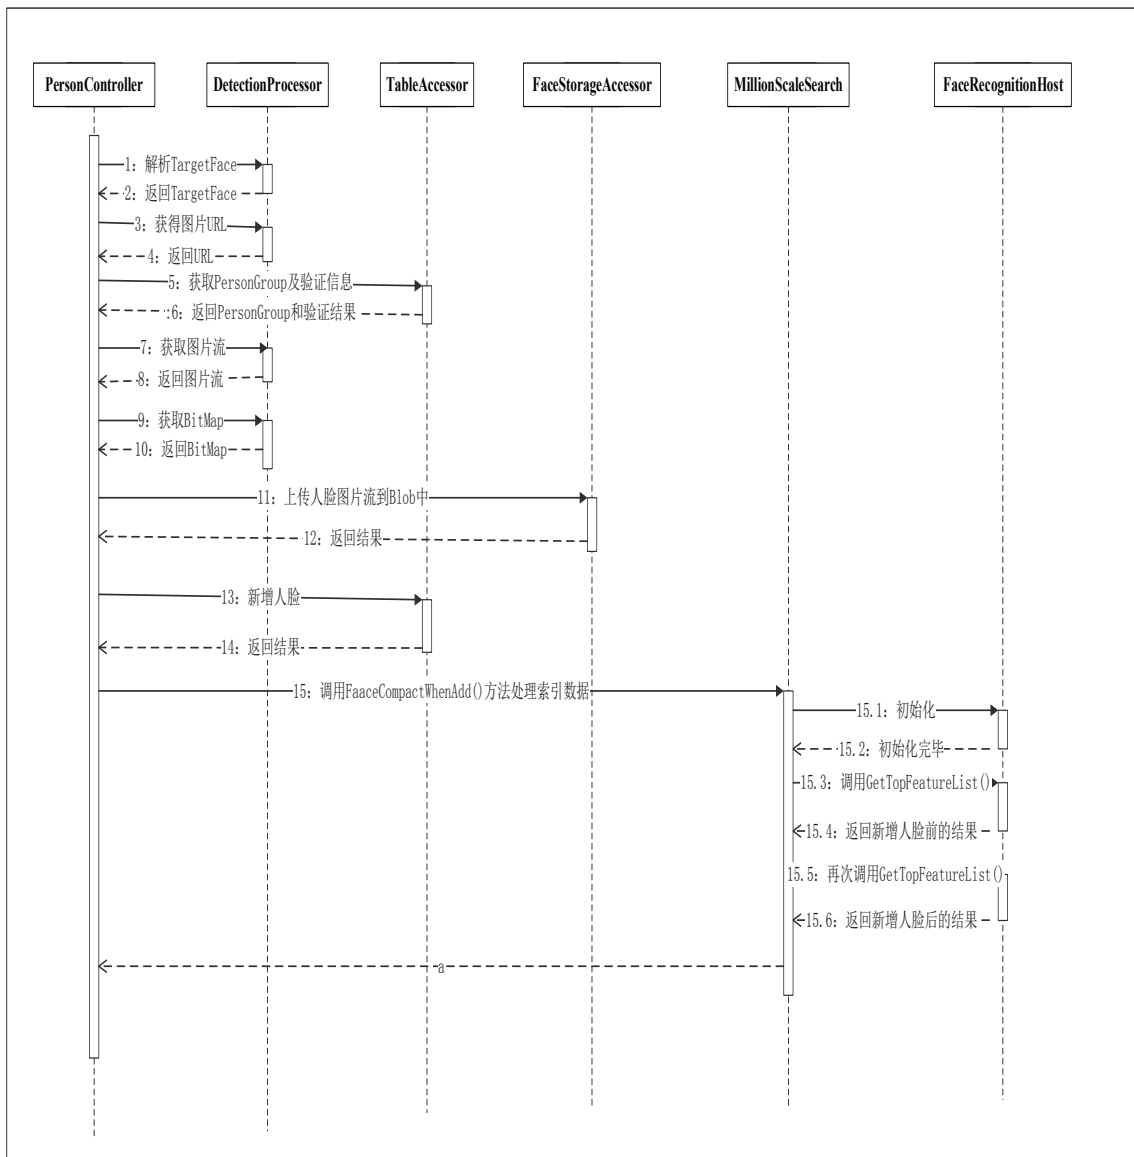 PersonController
DetectionProcessor
TableAccessor
FaceStorageAccessor
MillionScaleSearch
FaceRecognitionHost
1: 解析TargetFace
2: 返回TargetFace
3: 获得图片URL
4: 返回URL
5: 获取PersonGroup及验证信息
:6: 返回PersonGroup和验证结果
7: 获取图片流
8: 返回图片流
9: 获取BitMap
10: 返回BitMap
11: 上传人脸图片流到Blob中
12: 返回结果
13: 新增人脸
14: 返回结果
15: 调用FaaceCompactWhenAdd()方法处理索引数据
15.1: 初始化
15.2: 初始化完毕
15.3: 调用GetTopFeatureList()
15.4: 返回新增人脸前的结果
15.5: 再次调用GetTopFeatureList()
15.6: 返回新增人脸后的结果
a